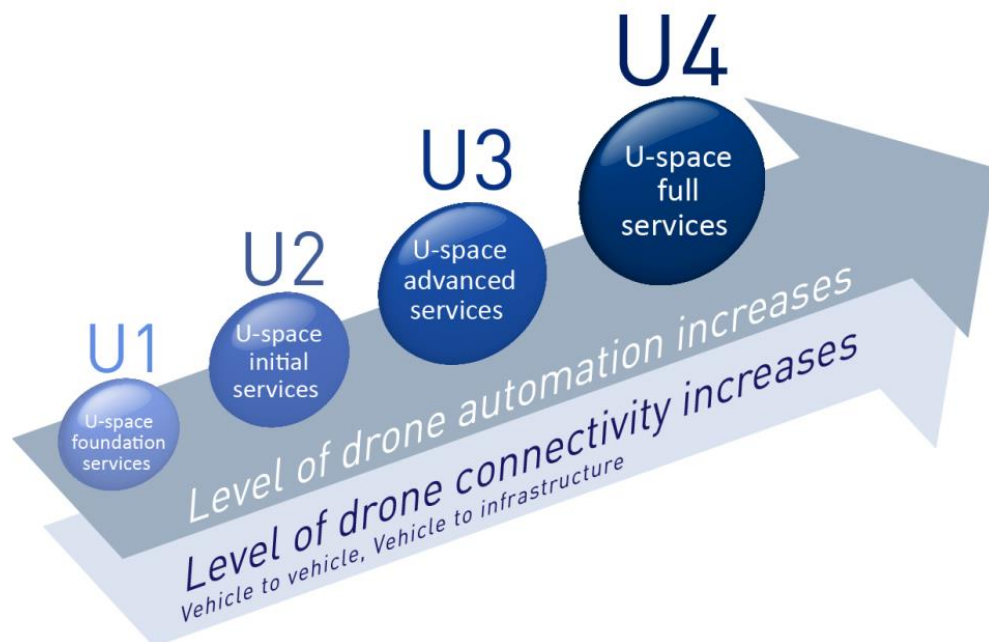 U4
U-space
full
services
U3
U-space
advanced
services
U2
U-space
initial
services
U1
U-space
foundation
services
Level of drone automation increases
Level of drone connectivity increases
Vehicle to vehicle, Vehicle to infrastructure